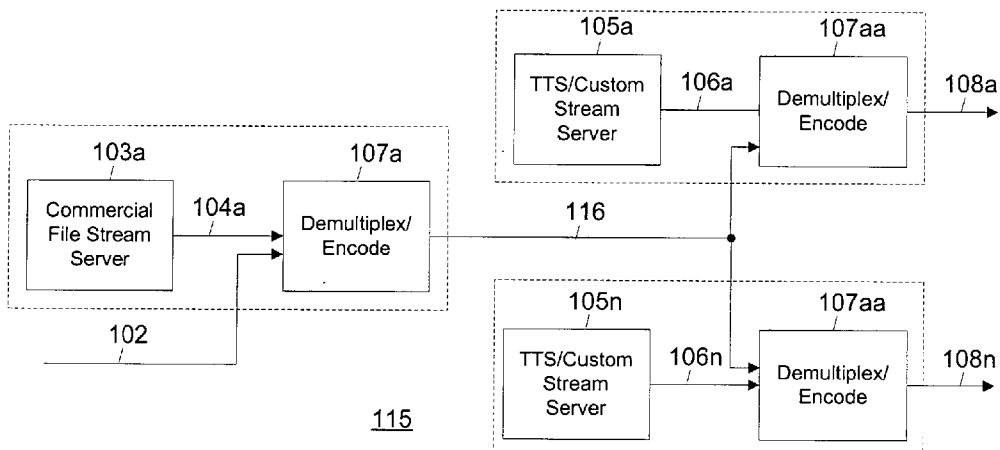 105a
107aa
TTS/Custom
Stream
Server
106a
Demultiplex/
Encode
108a
103a
107a
Commercial
File Stream
Server
104a
Demultiplex/
Encode
116
102
105n
107aa
TTS/Custom
Stream
Server
106n
Demultiplex/
Encode
108n
115